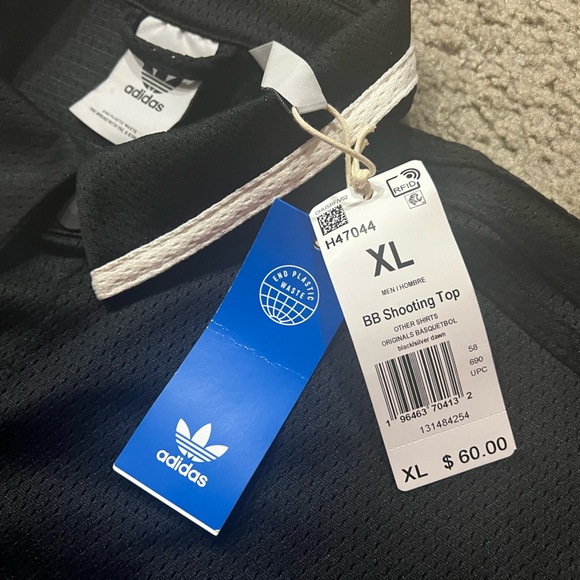 adidas
RFID
H47044
XL
MEN / HOMBRE
BB Shooting Top
OTHER SHIRTS
ORIGINALS BASQUETBOL
black/silver dawn
58
690
UPC
1 96463 70413 2
131484254
XL $ 60.00
END PLASTIC
WASTE
adidas